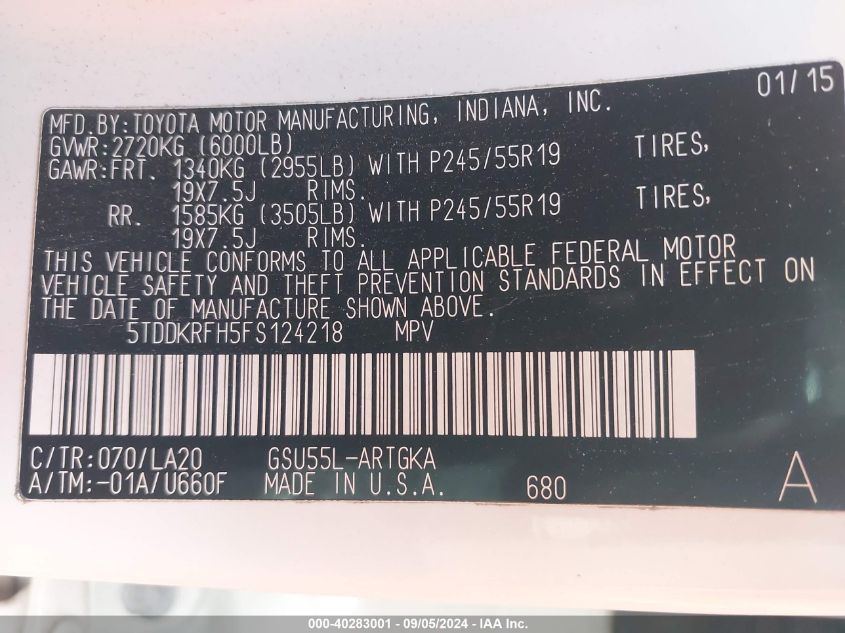 01/15
MFD.BY:TOYOTA MOTOR MANUFACTURING, INDIANA, INC.
GVWR:2720KG (6000LB)
GAWR:FRT. 1340KG (2955LB) WITH P245/55R19 TIRES,
19X7.5J RIMS.
RR. 1585KG (3505LB) WITH P245/55R19 TIRES,
19X7.5J RIMS.
THIS VEHICLE CONFORMS TO ALL APPLICABLE FEDERAL MOTOR
VEHICLE SAFETY AND THEFT PREVENTION STANDARDS IN EFFECT ON
THE DATE OF MANUFACTURE SHOWN ABOVE.
5TDDKRFH5FS124218 MPV
C/TR:070/LA20 GSU55L-ARTGKA
A/TM:-01A/U660F MADE IN U.S.A. 680 A
000-40283001 - 09/05/2024 - IAA Inc.